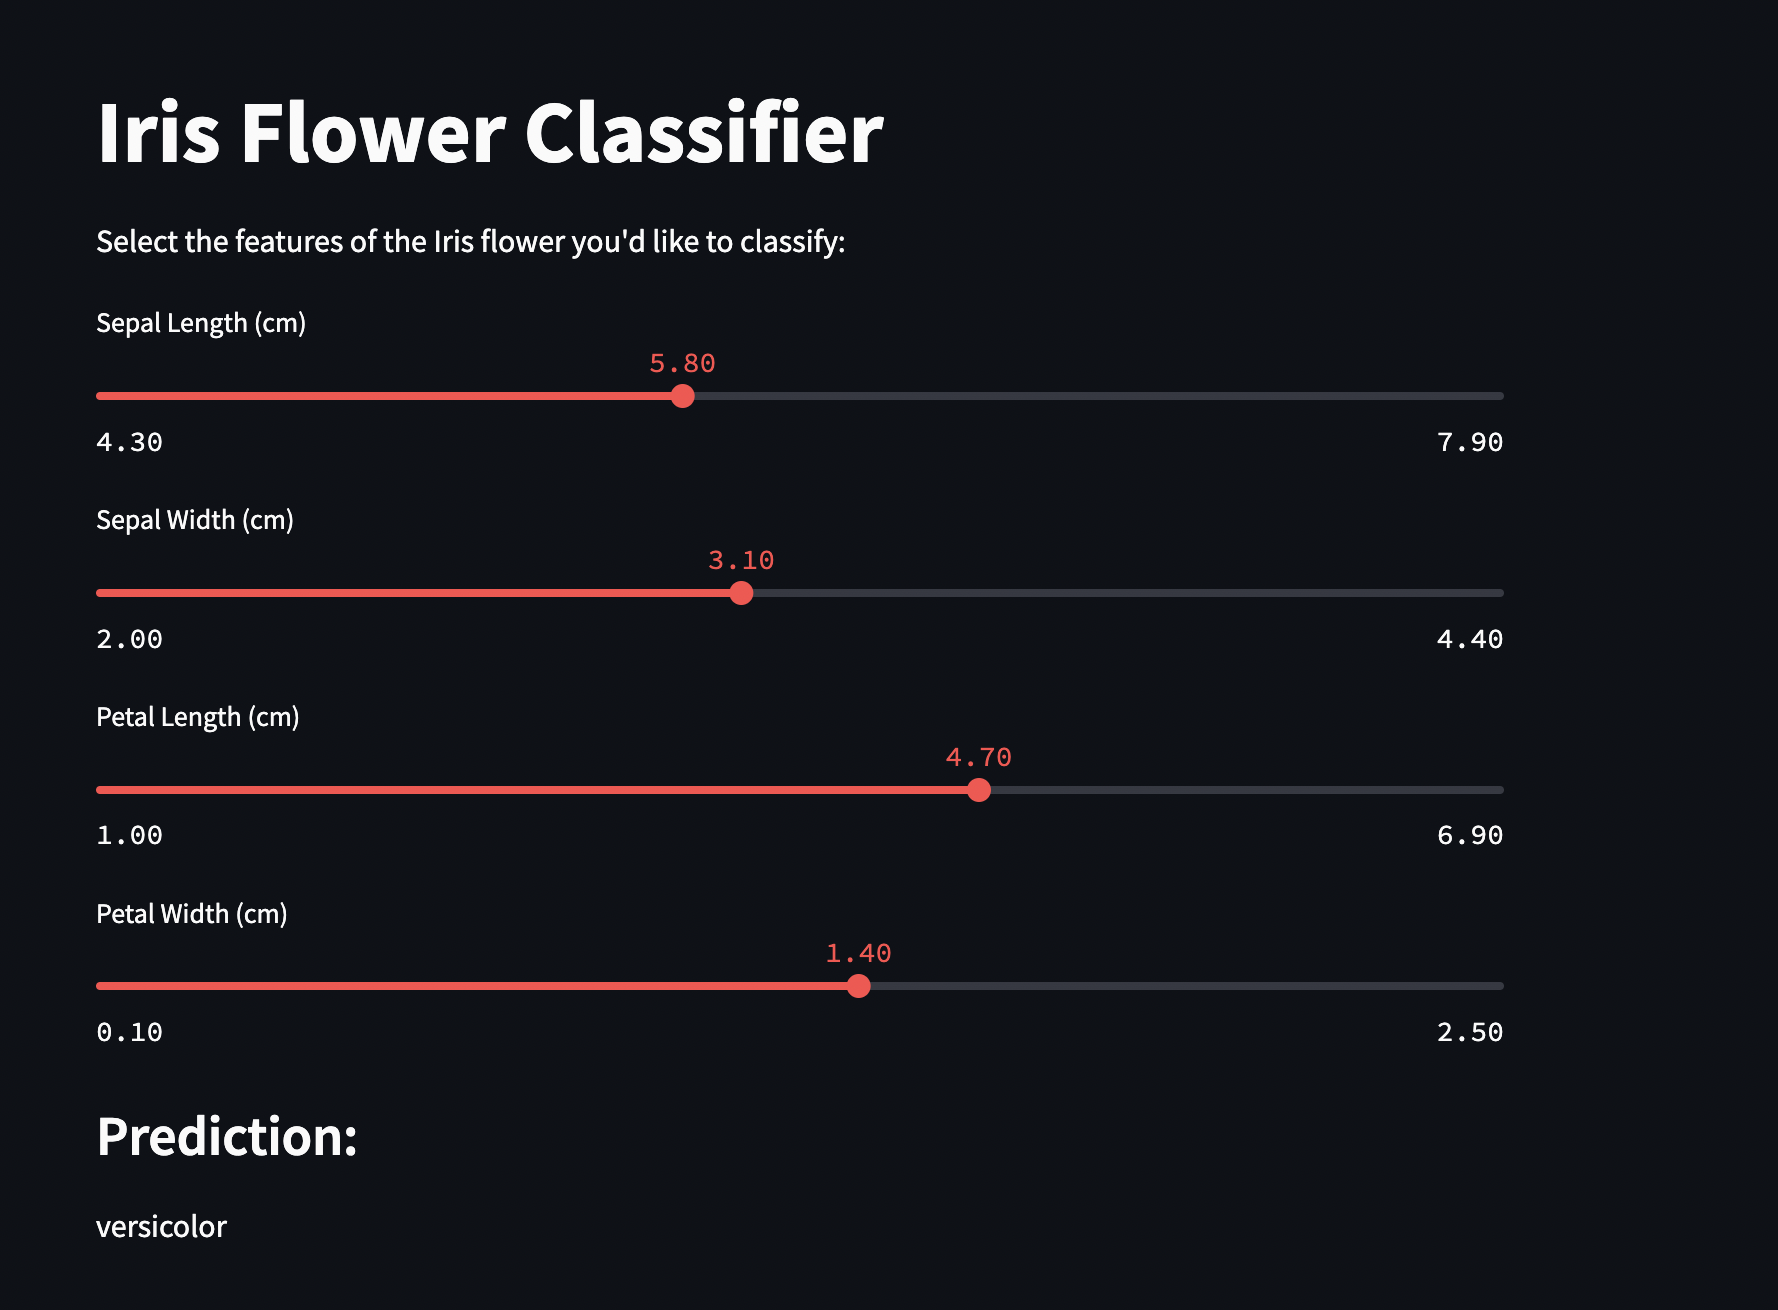 Iris Flower Classifier
Select the features of the Iris flower you'd like to classify:
Sepal Length (cm)
5.80
4.30 7.90
Sepal Width (cm)
3.10
2.00 4.40
Petal Length (cm)
4.70
1.00 6.90
Petal Width (cm)
1.40
0.10 2.50
Prediction:
versicolor